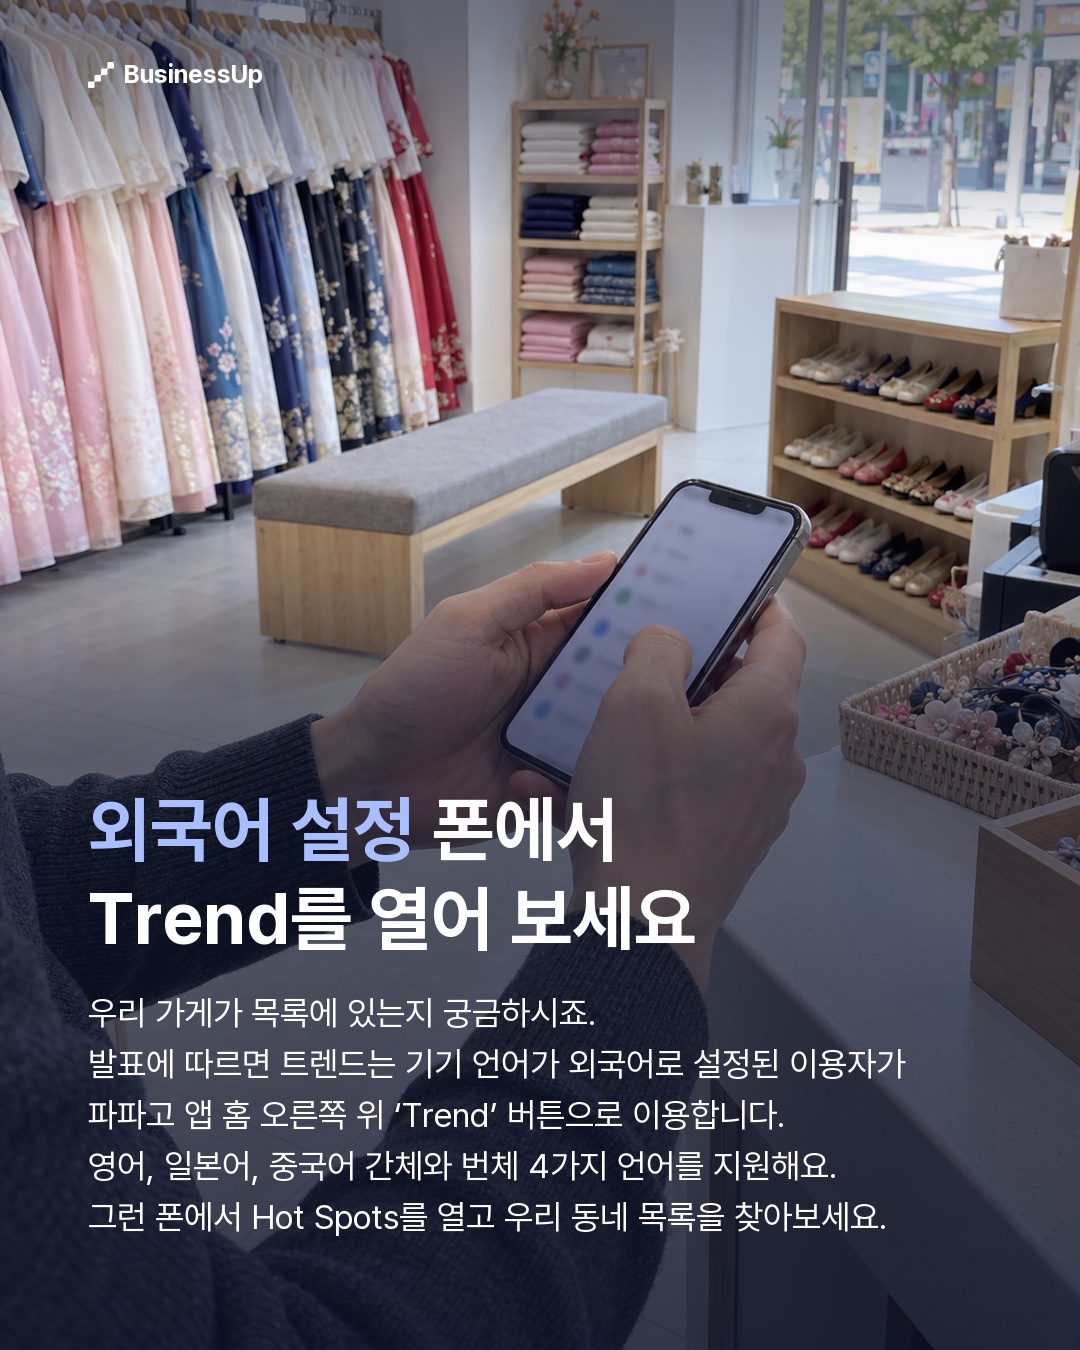 BusinessUp
외국어 설정 폰에서
Trend를 열어 보세요
우리 가게가 목록에 있는지 궁금하시죠.
발표에 따르면 트렌드는 기기 언어가 외국어로 설정된 이용자가
파파고 앱 홈 오른쪽 위 ‘Trend’ 버튼으로 이용합니다.
영어, 일본어, 중국어 간체와 번체 4가지 언어를 지원해요.
그런 폰에서 Hot Spots를 열고 우리 동네 목록을 찾아보세요.